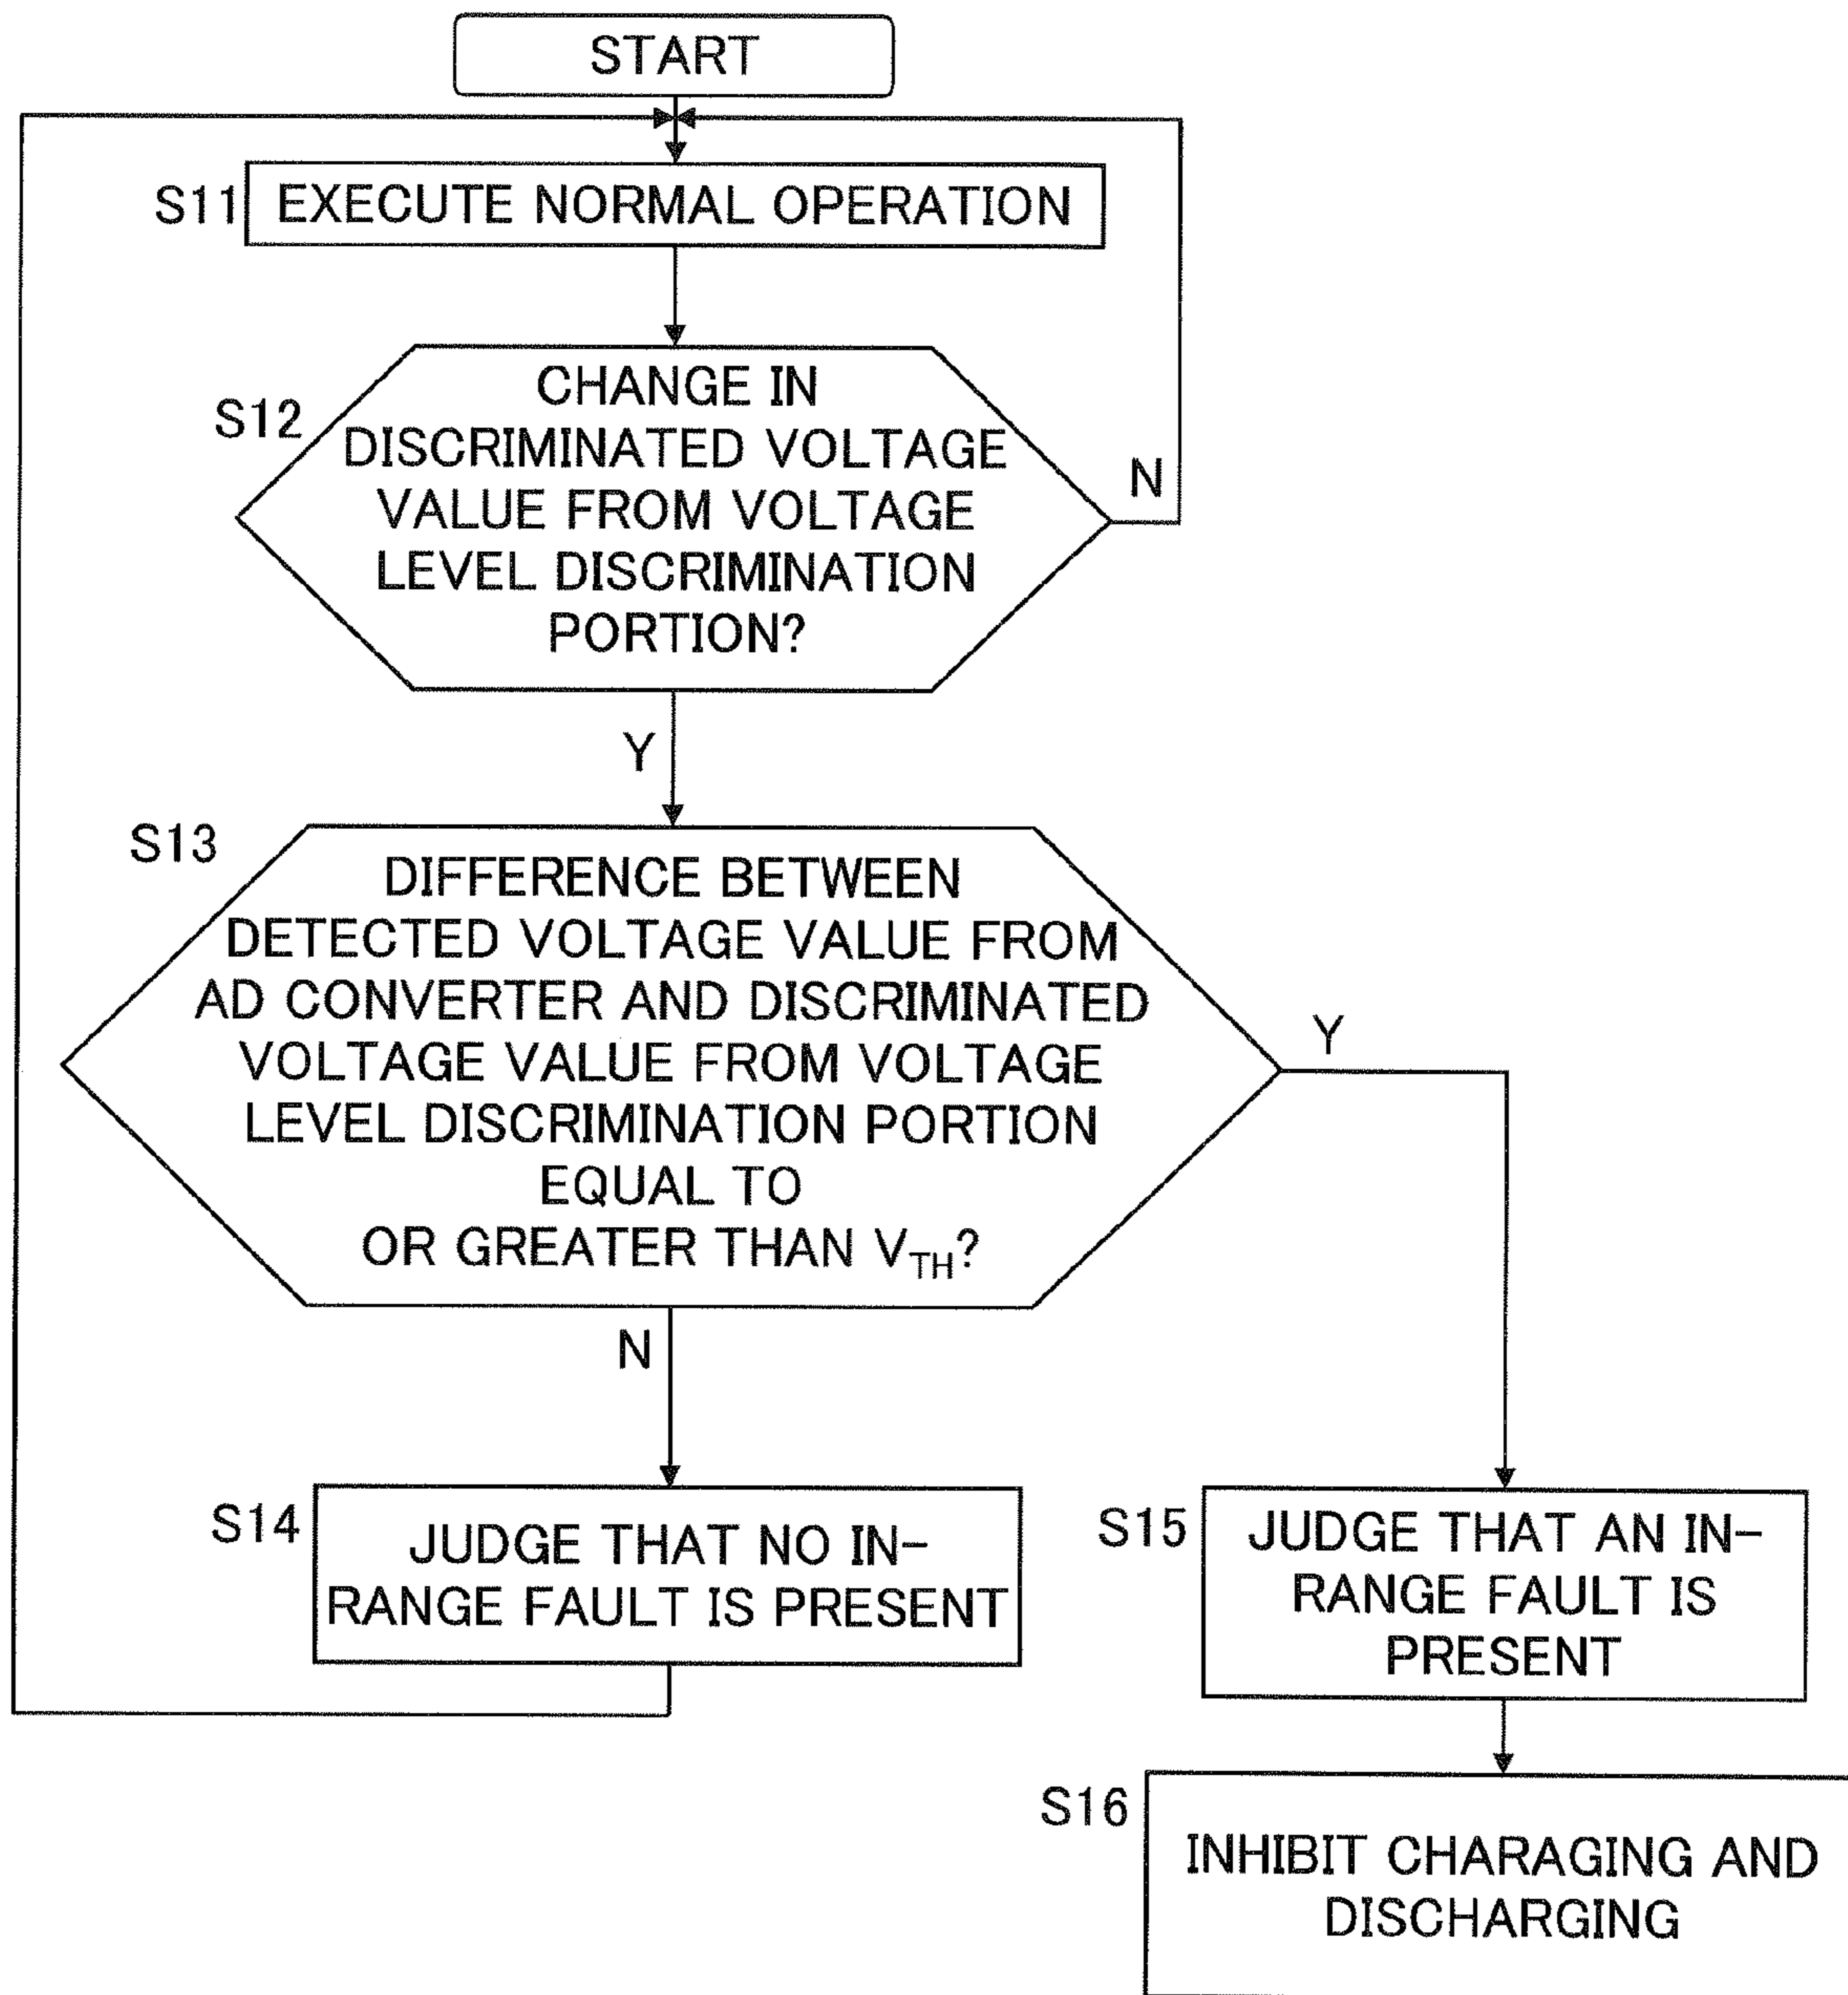 START
S11
EXECUTE NORMAL OPERATION
S12
CHANGE IN
DISCRIMINATED VOLTAGE
VALUE FROM VOLTAGE
LEVEL DISCRIMINATION
PORTION?
N
Y
S13
DIFFERENCE BETWEEN
DETECTED VOLTAGE VALUE FROM
AD CONVERTER AND DISCRIMINATED
VOLTAGE VALUE FROM VOLTAGE
LEVEL DISCRIMINATION PORTION
EQUAL TO
OR GREATER THAN VTH?
Y
N
S14
JUDGE THAT NO IN-
RANGE FAULT IS PRESENT
S15
JUDGE THAT AN IN-
RANGE FAULT IS
PRESENT
S16
INHIBIT CHARAGING AND
DISCHARGING